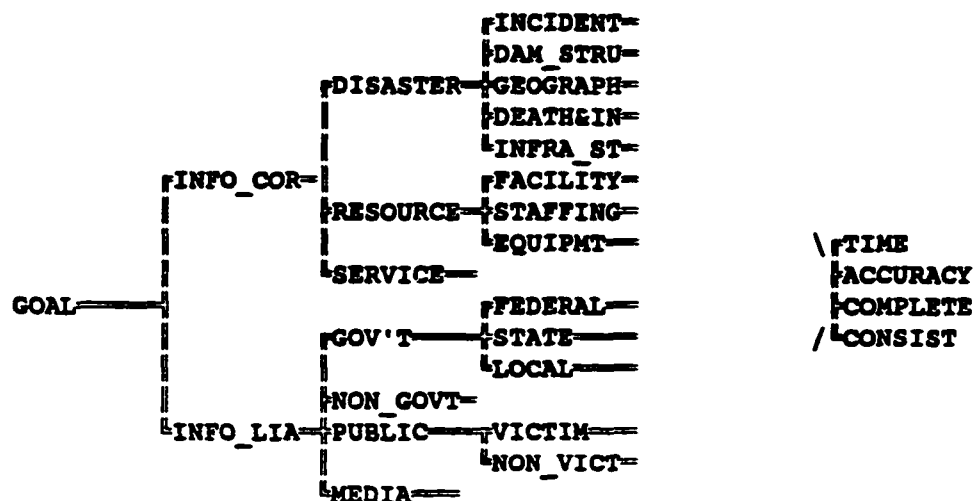 INCIDENT
DAM_STRU
DISASTER GEOGRAPH
DEATH&IN
INFRA_ST
INFO_COR FACILITY
RESOURCE STAFFING
EQUIPMT \ TIME
SERVICE ACCURACY
GOAL FEDERAL COMPLETE
GOV'T STATE / CONSIST
LOCAL
NON_GOVT
INFO_LIA PUBLIC VICTIM
NON_VICT
MEDIA